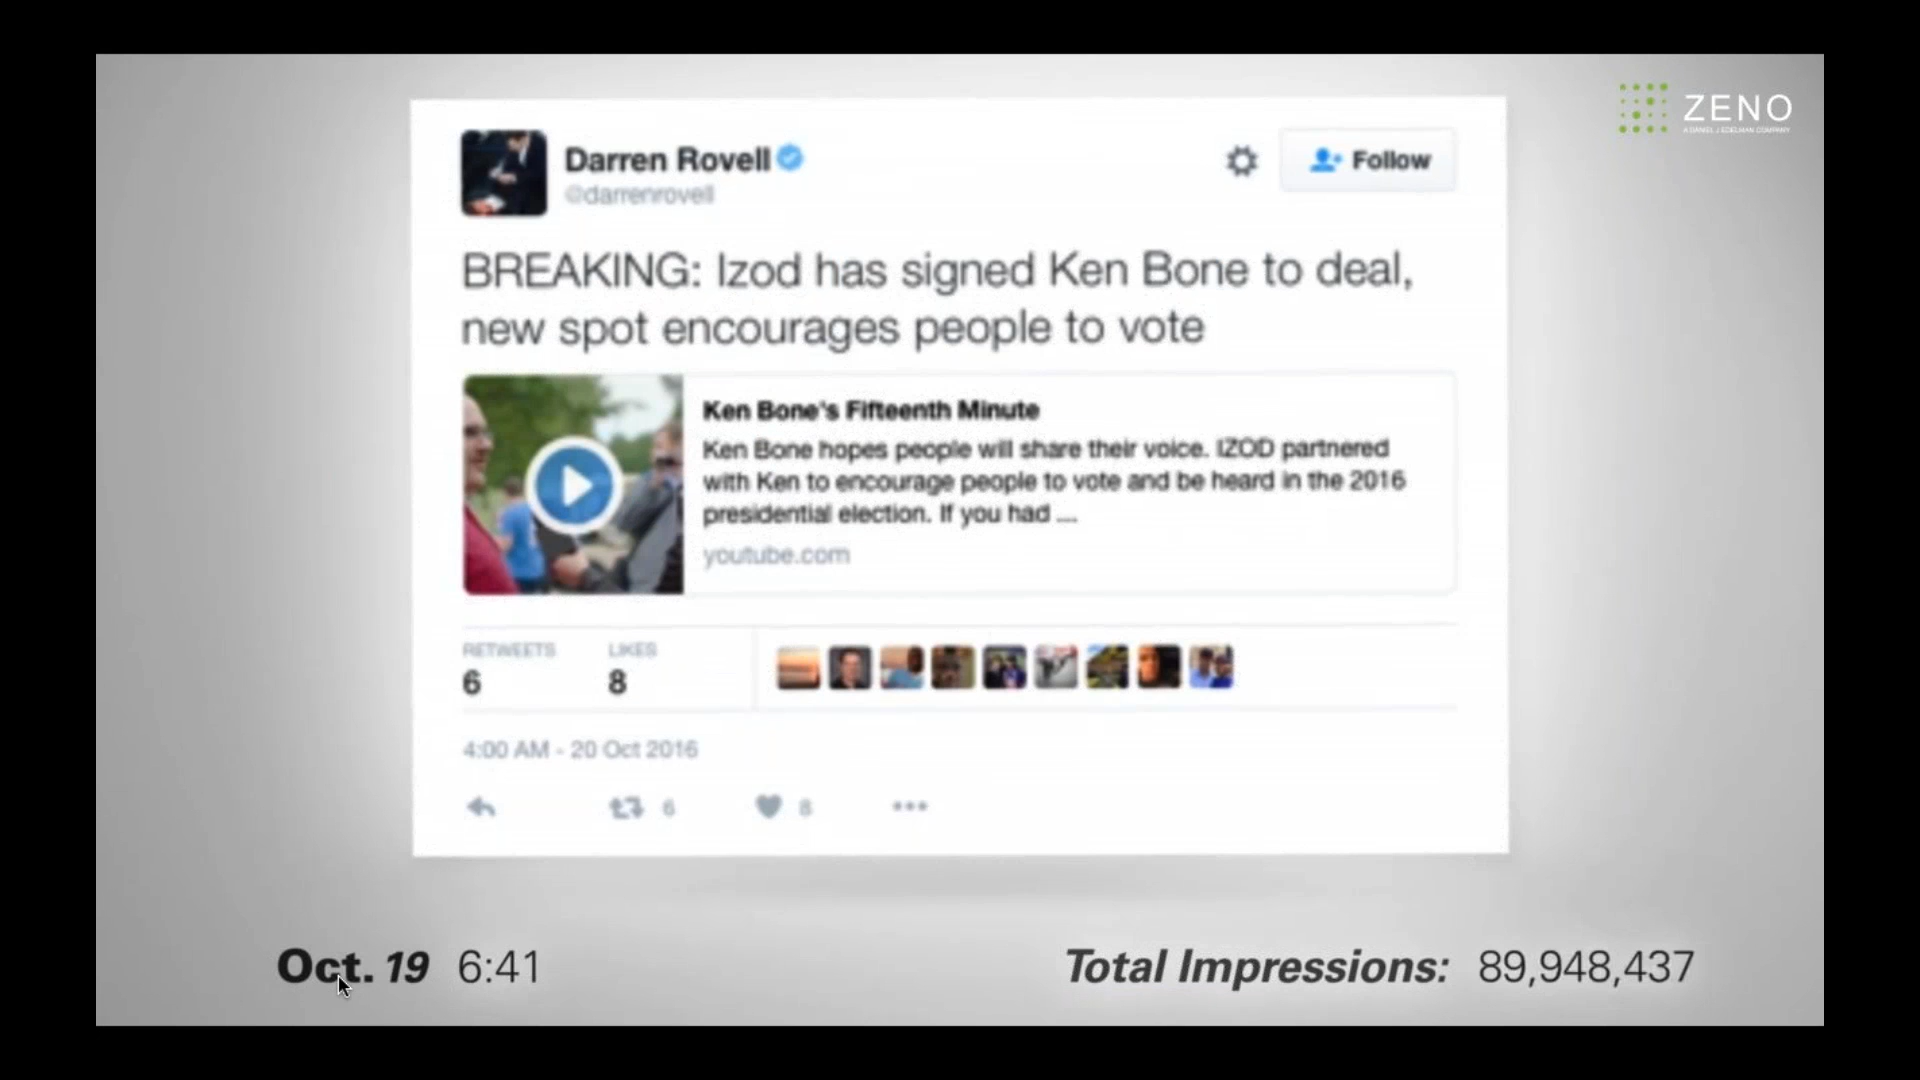 ZENO
A DANIEL J EDELMAN COMPANY
Darren Rovell
@darrenrovell
Follow
BREAKING: Izod has signed Ken Bone to deal,
new spot encourages people to vote
Ken Bone's Fifteenth Minute
Ken Bone hopes people will share their voice. IZOD partnered
with Ken to encourage people to vote and be heard in the 2016
presidential election. If you had ...
youtube.com
RETWEETS LIKES
6 8
4:00 AM - 20 Oct 2016
6 8
Oct. 19 6:41
Total Impressions: 89,948,437